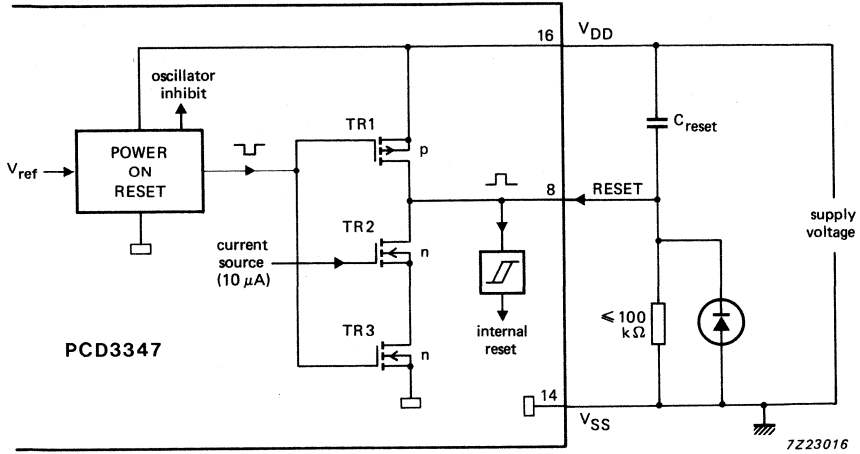 16
V_DD
oscillator
inhibit
TR1
C_reset
POWER
ON
RESET
p
V_ref
8
RESET
TR2
supply
voltage
current
source
(10 μA)
n
≤ 100
kΩ
TR3
internal
reset
PCD3347
n
14
V_SS
7Z23016